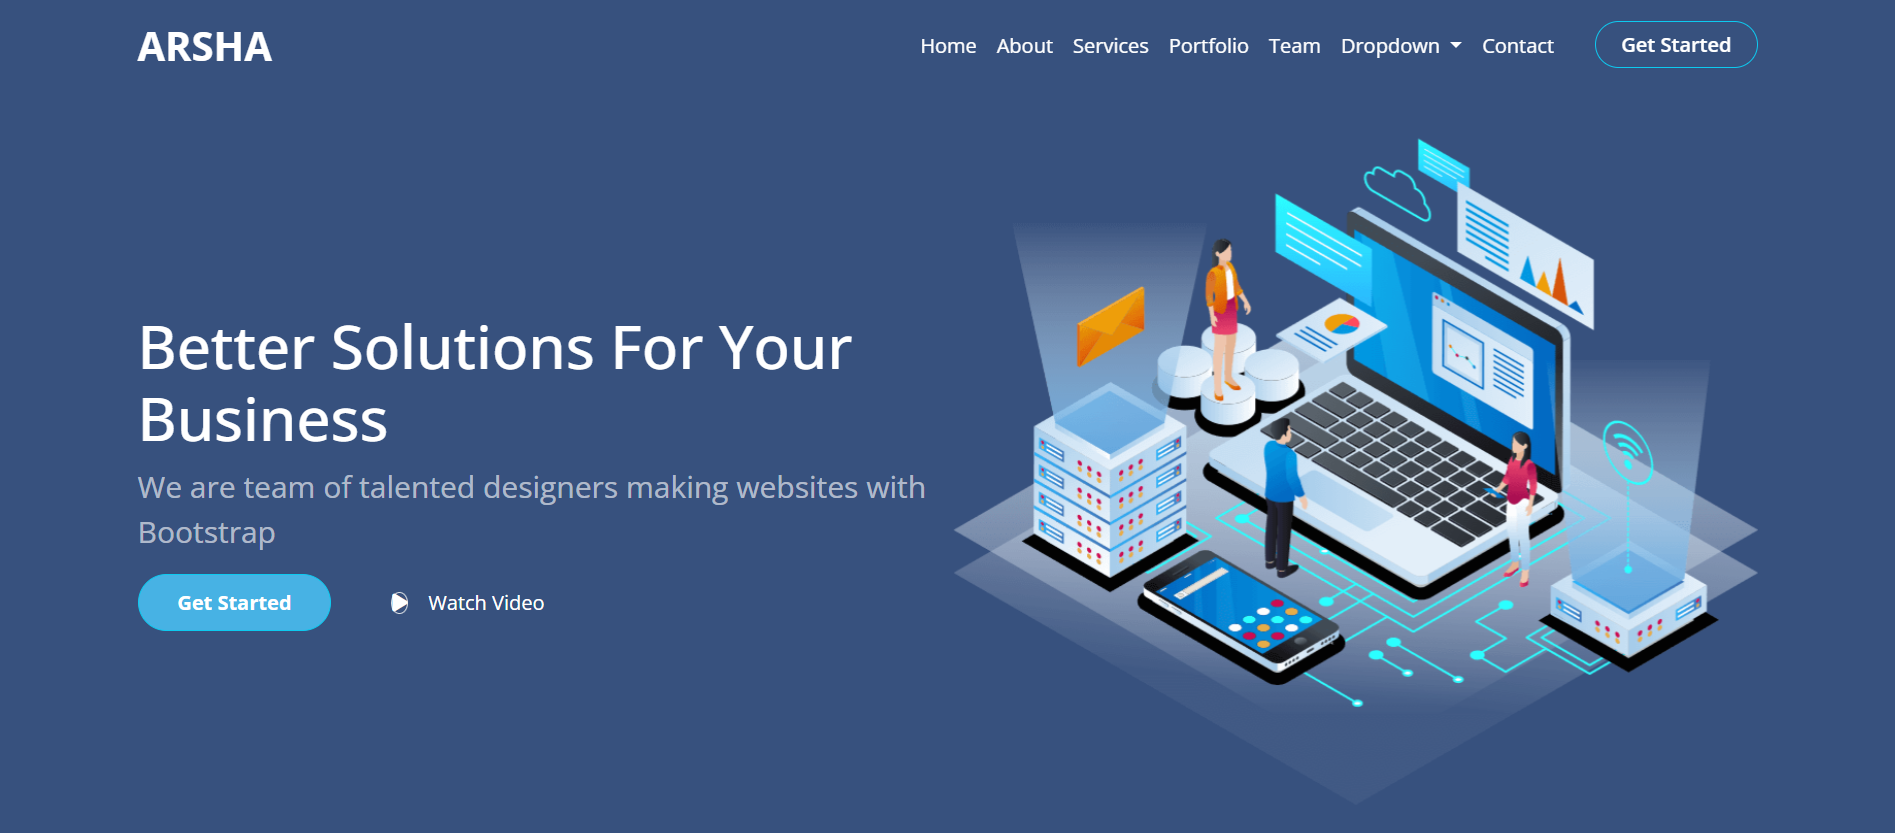 ARSHA
Home About Services Portfolio Team Dropdown Contact Get Started
Better Solutions For Your
Business
We are team of talented designers making websites with
Bootstrap
Get Started Watch Video